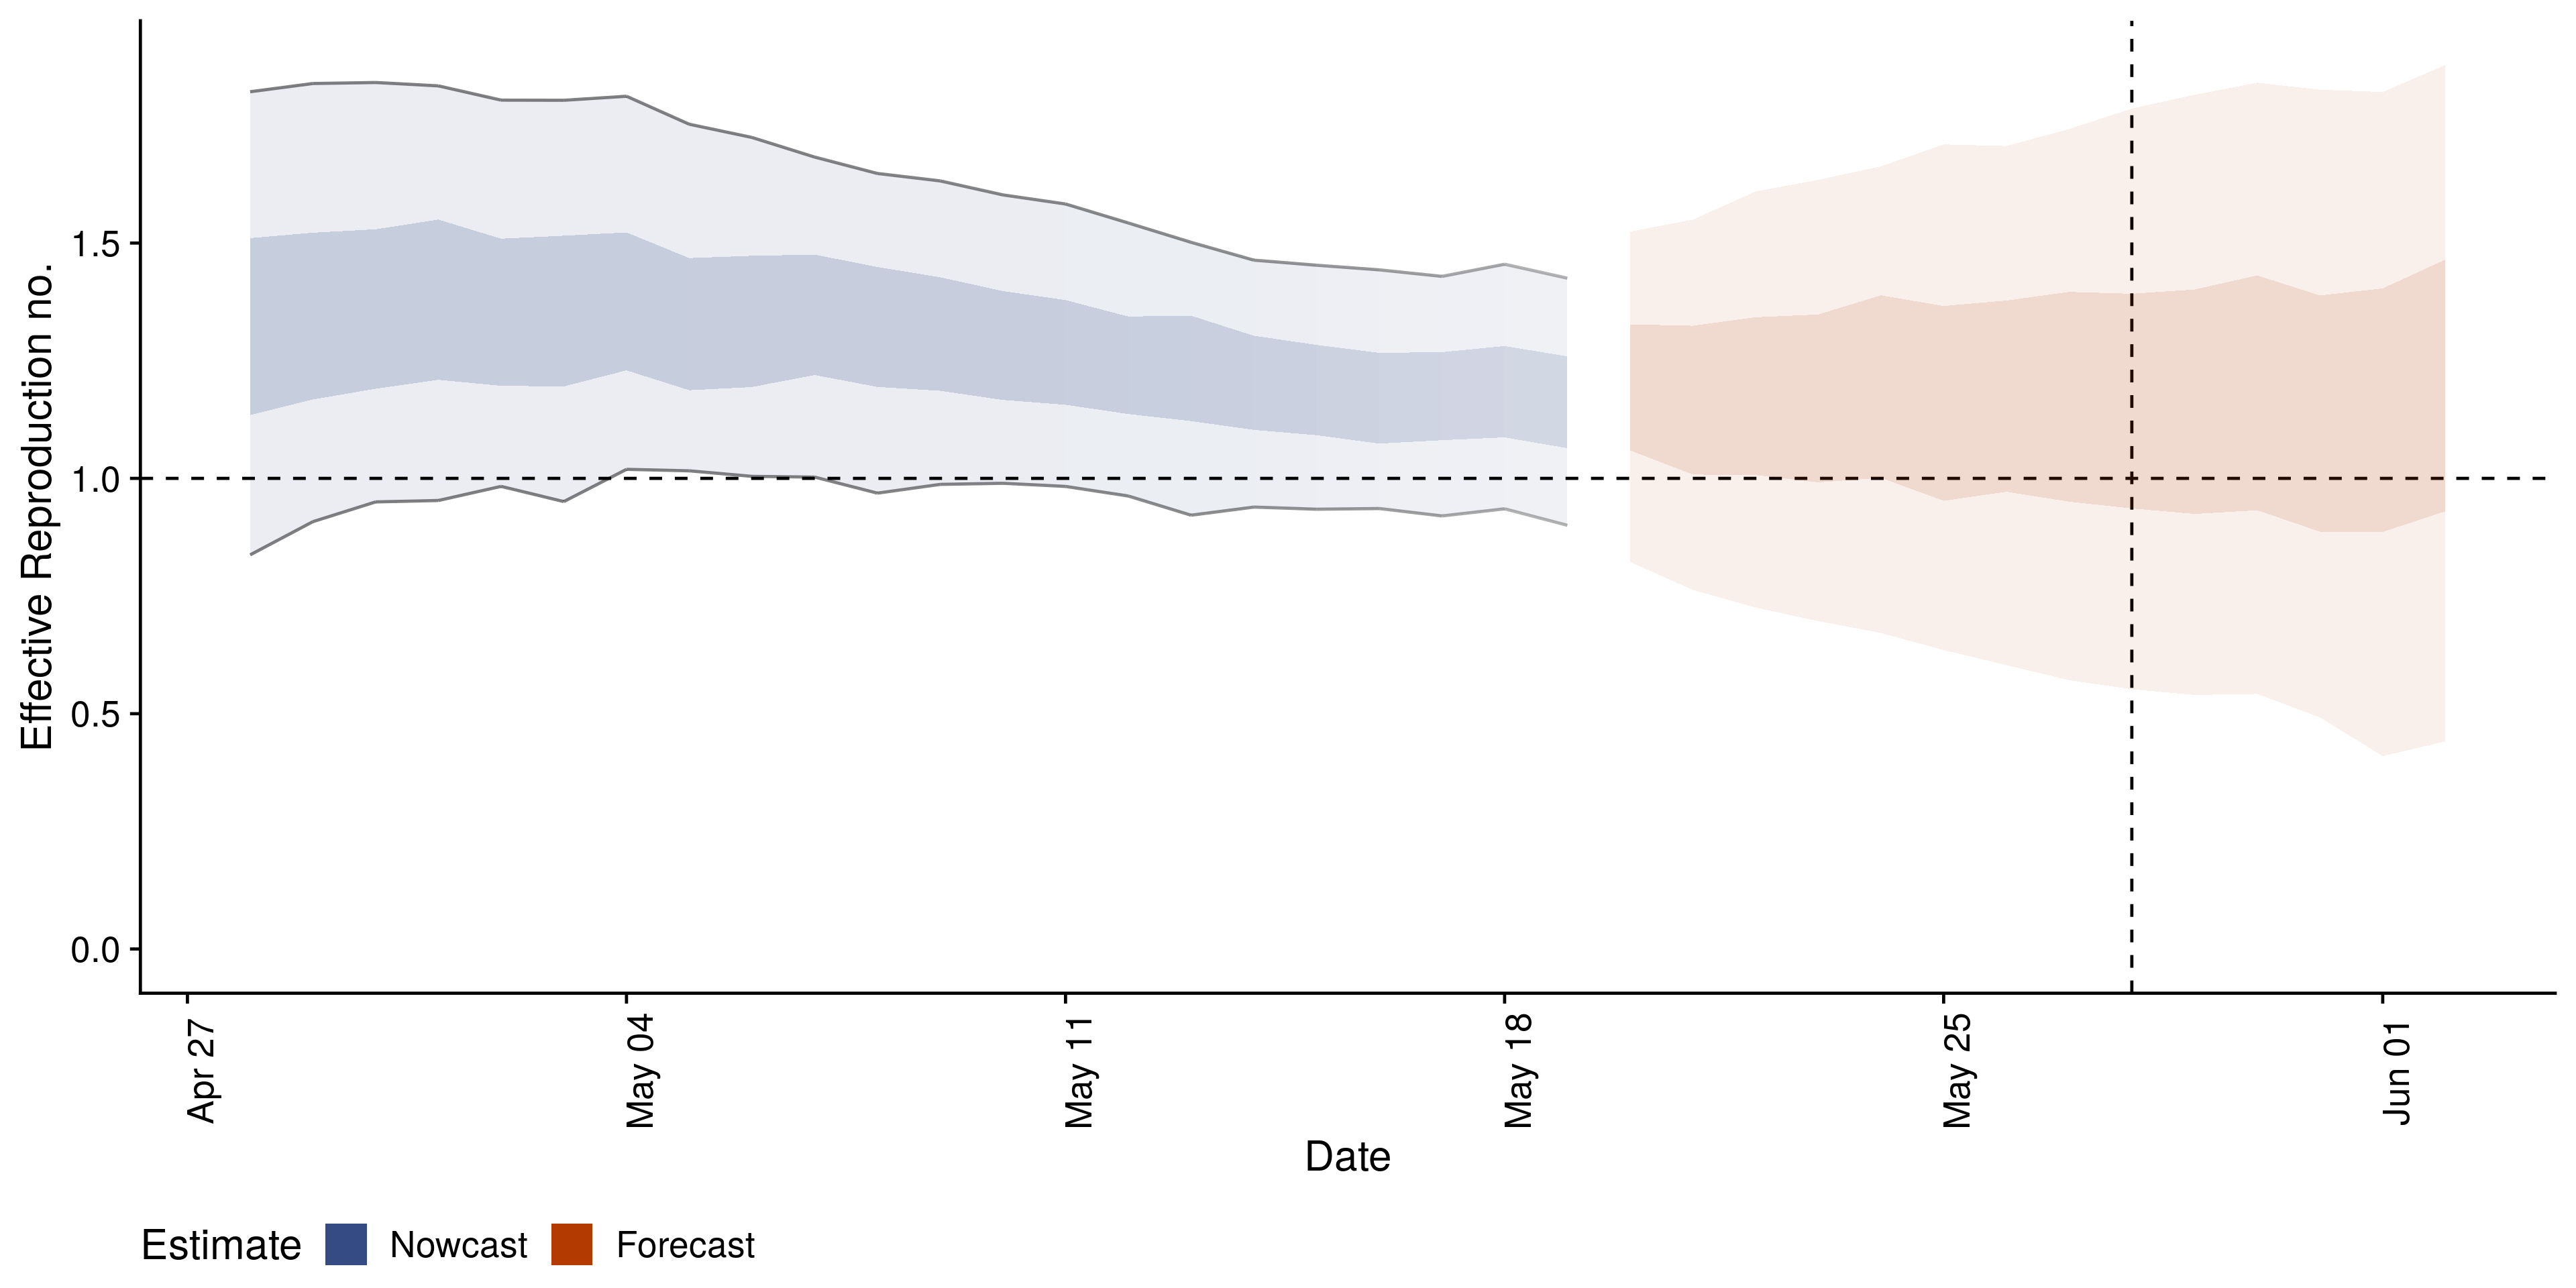 Effective Reproduction no.
1.5
1.0
0.5
0.0
Apr 27
May 04
May 11
May 18
May 25
Jun 01
Date
Estimate Nowcast Forecast